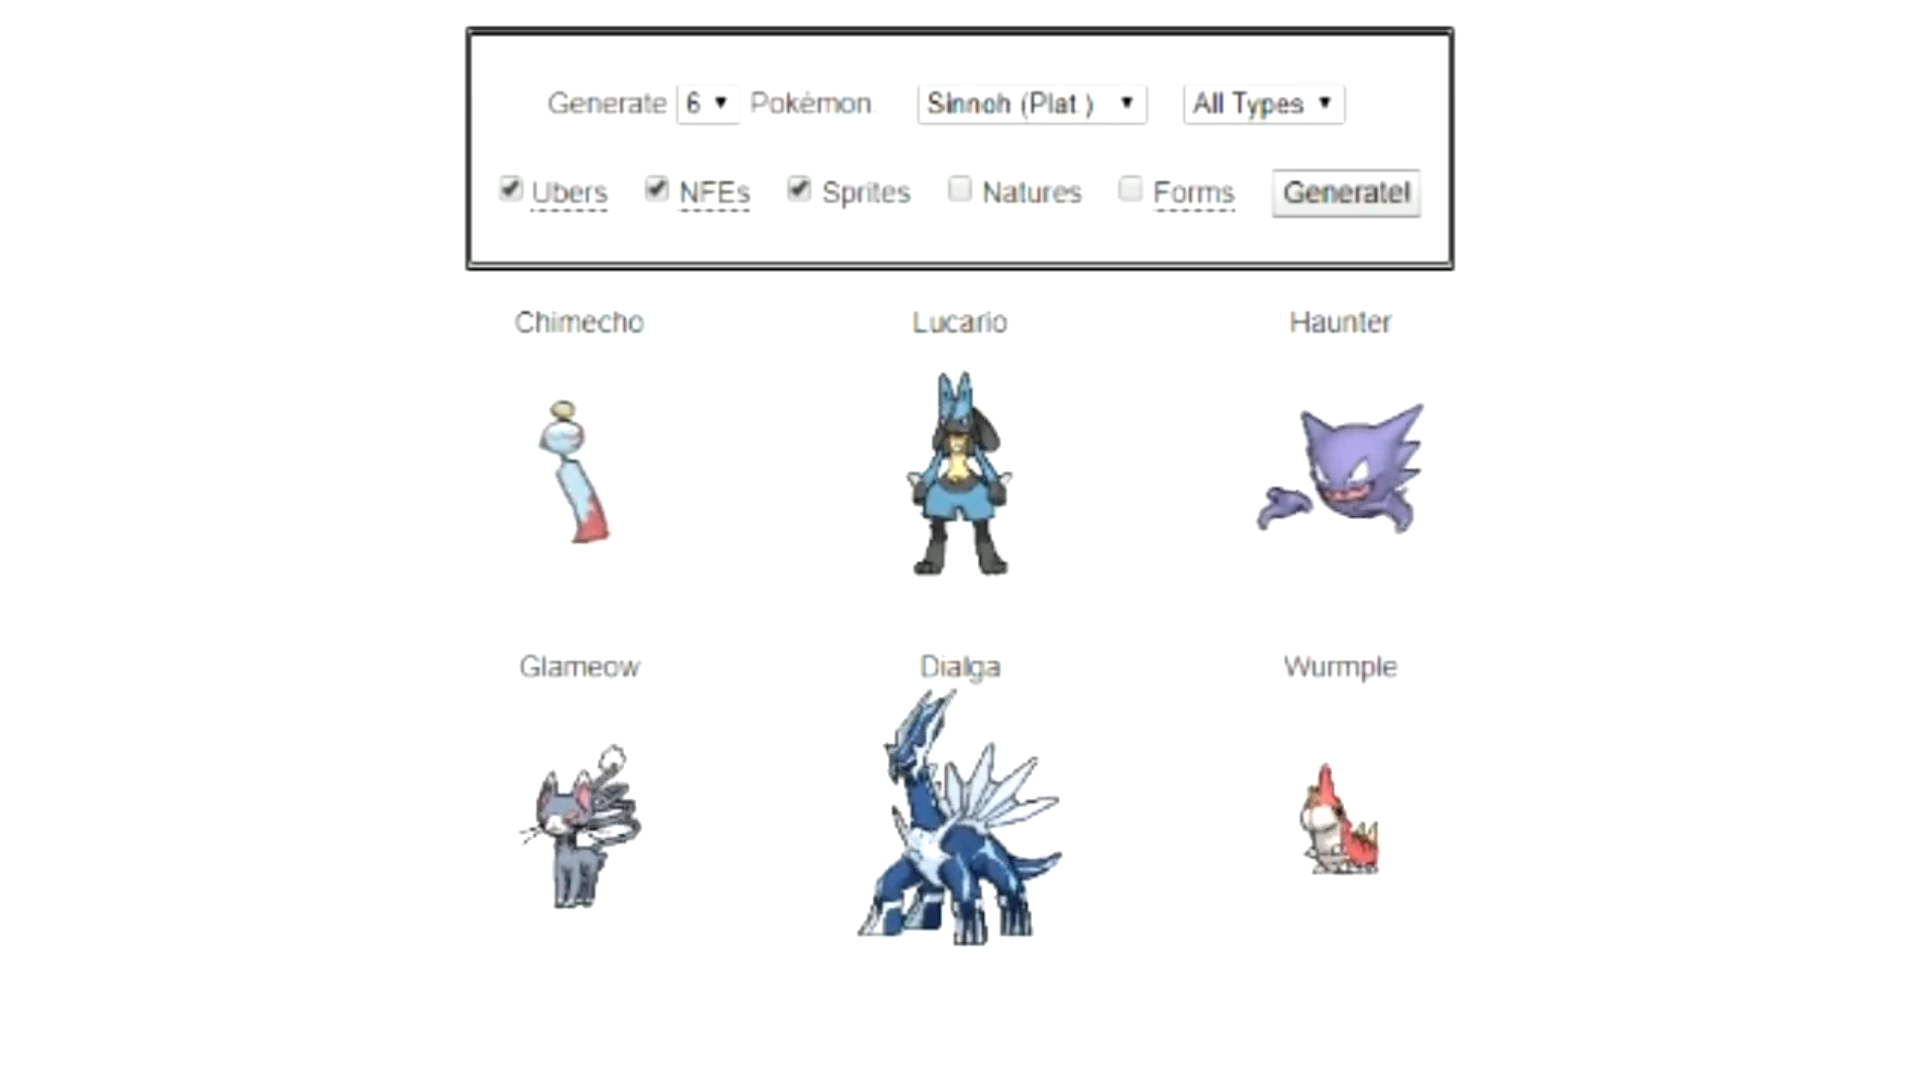 Generate 6 Pokémon Sinnoh (Plat.) All Types
Ubers NFEs Sprites Natures Forms Generate!
Chimecho Lucario Haunter
Glameow Dialga Wurmple